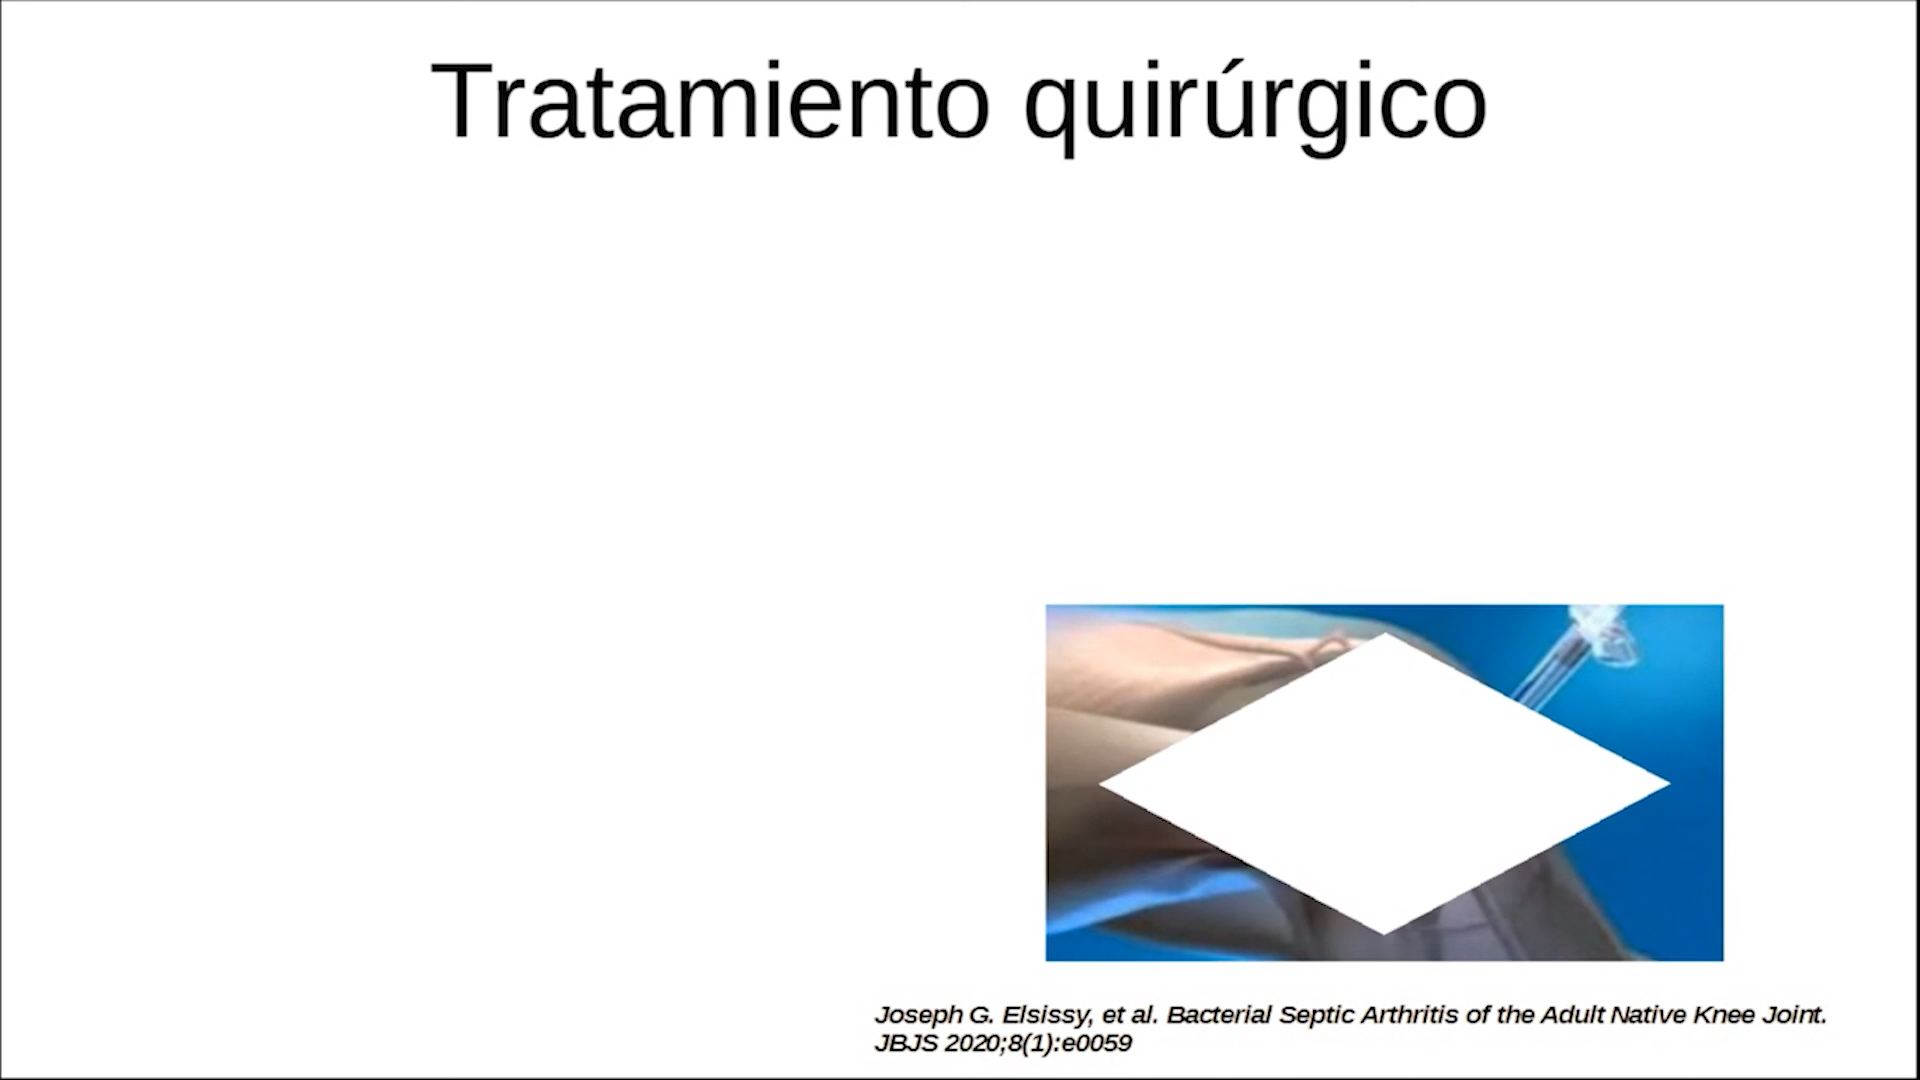 Tratamiento quirúrgico
Joseph G. Elsissy, et al. Bacterial Septic Arthritis of the Adult Native Knee Joint.
JBJS 2020;8(1):e0059